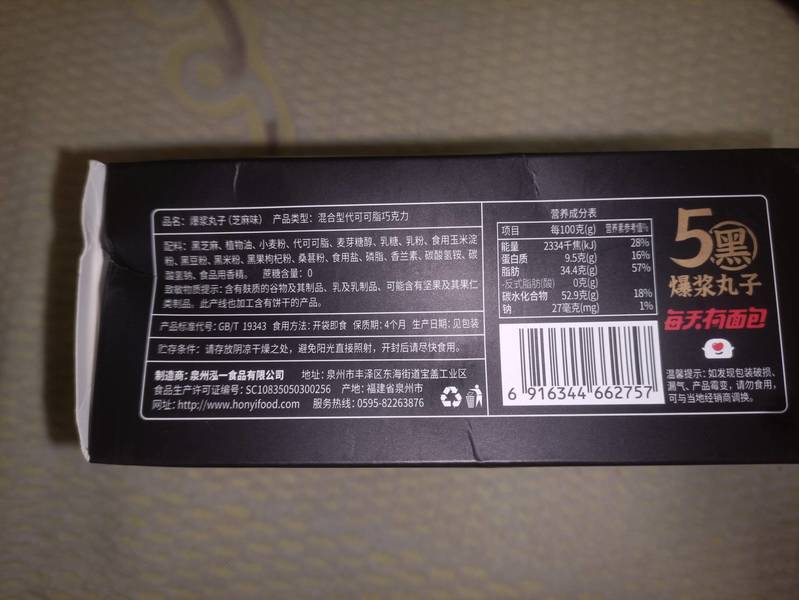 品名：爆浆丸子（芝麻味） 产品类型：混合型代可可脂巧克力
配料：黑芝麻、植物油、小麦粉、代可可脂、麦芽糖醇、乳糖、乳粉、食用玉米淀
粉、黑豆粉、黑米粉、黑果枸杞粉、桑葚粉、食用盐、磷脂、香兰素、碳酸氢铵、碳
酸氢钠、食品用香精。 蔗糖含量：0
致敏物质提示：含有麸质的谷物及其制品、乳及乳制品、可能含有坚果及其果仁
类制品。此产线也加工含有饼干的产品。
产品标准代号：GB/T 19343 食用方法：开袋即食 保质期：4个月 生产日期：见包装
贮存条件：请存放阴凉干燥之处，避免阳光直接照射，开封后请尽快食用。
制造商：泉州泓一食品有限公司 地址：泉州市丰泽区东海街道宝盖工业区
食品生产许可证编号：SC10835050300256 产地：福建省泉州市
网址：http://www.honyifood.com 服务热线：0595-82263876
营养成分表
项目 每100克(g) 营养素参考值%
能量 2334千焦(kJ) 28%
蛋白质 9.5克(g) 16%
脂肪 34.4克(g) 57%
-反式脂肪(酸) 0克(g)
碳水化合物 52.9克(g) 18%
钠 27毫克(mg) 1%
6 916344 662757
5黑
爆浆丸子
每天有面包
温馨提示：如发现包装破损、
漏气、产品霉变，请勿食用，
可与当地经销商调换。